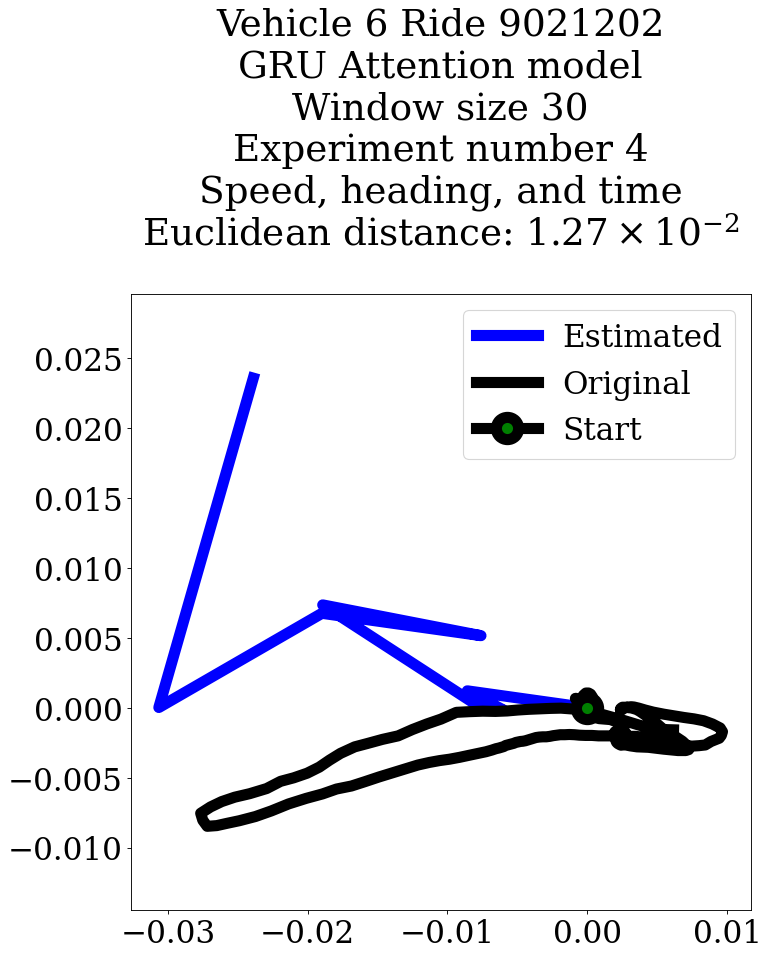 Vehicle 6 Ride 9021202
GRU Attention model
Window size 30
Experiment number 4
Speed, heading, and time
Euclidean distance: 1.27 × 10⁻²
Estimated
Original
Start
0.025
0.020
0.015
0.010
0.005
0.000
−0.005
−0.010
−0.03 −0.02 −0.01 0.00 0.01